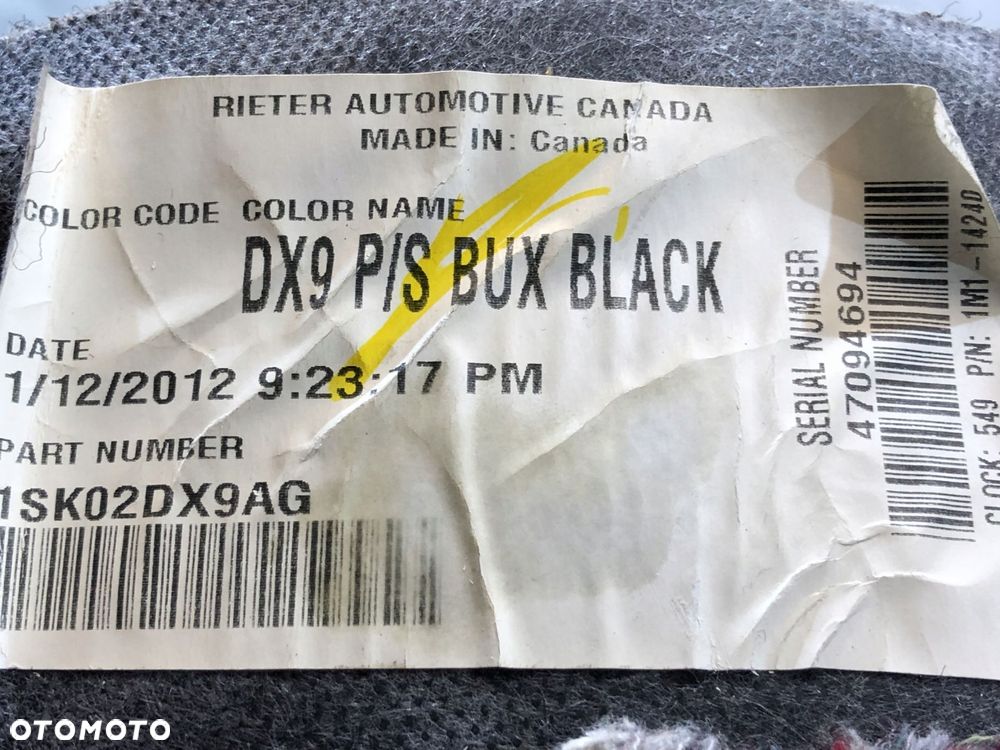 RIETER AUTOMOTIVE CANADA
MADE IN: Canada
COLOR CODE COLOR NAME
DX9 P/S BUX BLACK
DATE
1/12/2012 9:23:17 PM
PART NUMBER
1SK02DX9AG
SERIAL NUMBER
47094694
CLOCK: 549 P/N: 1M1-1424D
OTOMOTO